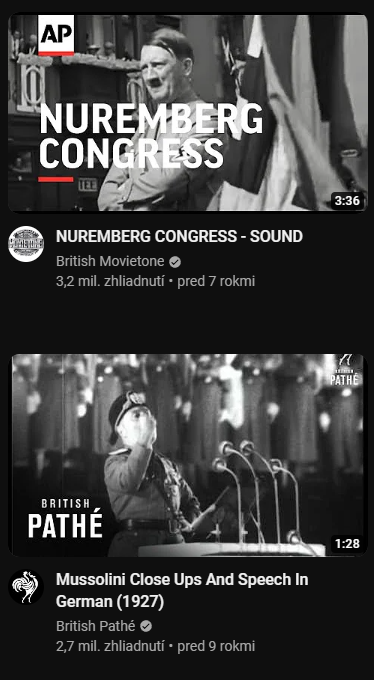 AP
NUREMBERG
CONGRESS
3:36
NUREMBERG CONGRESS - SOUND
British Movietone
3,2 mil. zhliadnutí • pred 7 rokmi
PATHÉ
BRITISH
PATHÉ
1:28
Mussolini Close Ups And Speech In
German (1927)
British Pathé
2,7 mil. zhliadnutí • pred 9 rokmi